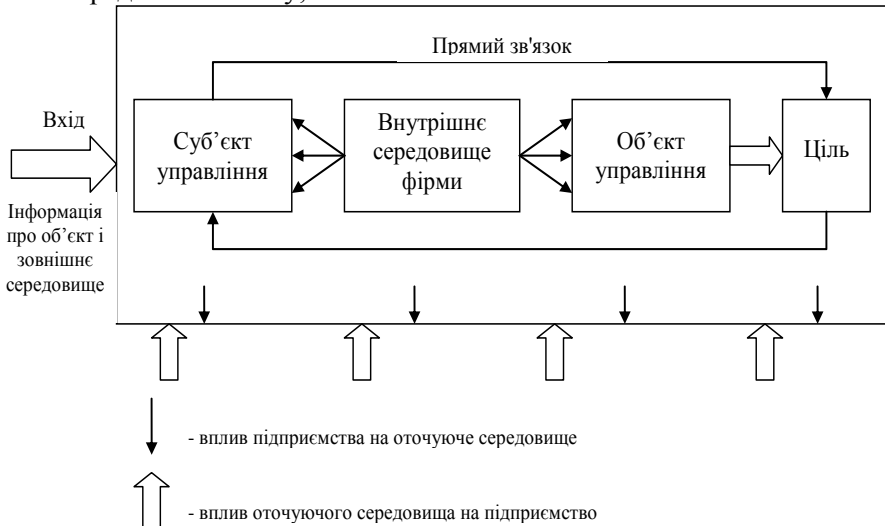 Прямий зв'язок
Вхід
Суб’єкт
управління
Внутрішнє
середовище
фірми
Об’єкт
управління
Ціль
Інформація
про об’єкт і
зовнішнє
середовище
- вплив підприємства на оточуюче середовище
- вплив оточуючого середовища на підприємство